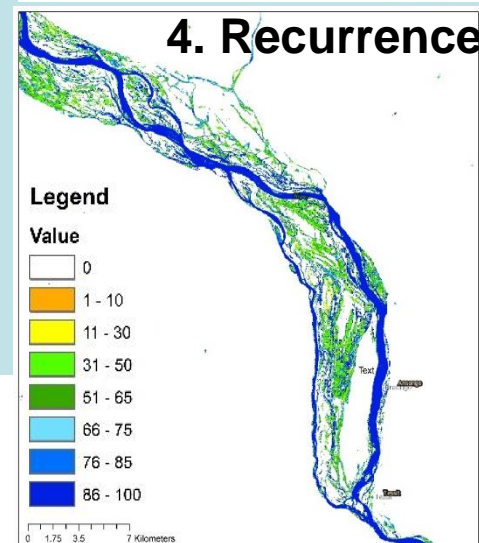 4. Recurrence
Legend
Value
0
1 - 10
11 - 30
31 - 50
51 - 65
66 - 75
76 - 85
86 - 100
Text
Ansongo
0 1.75 3.5 7 Kilometers